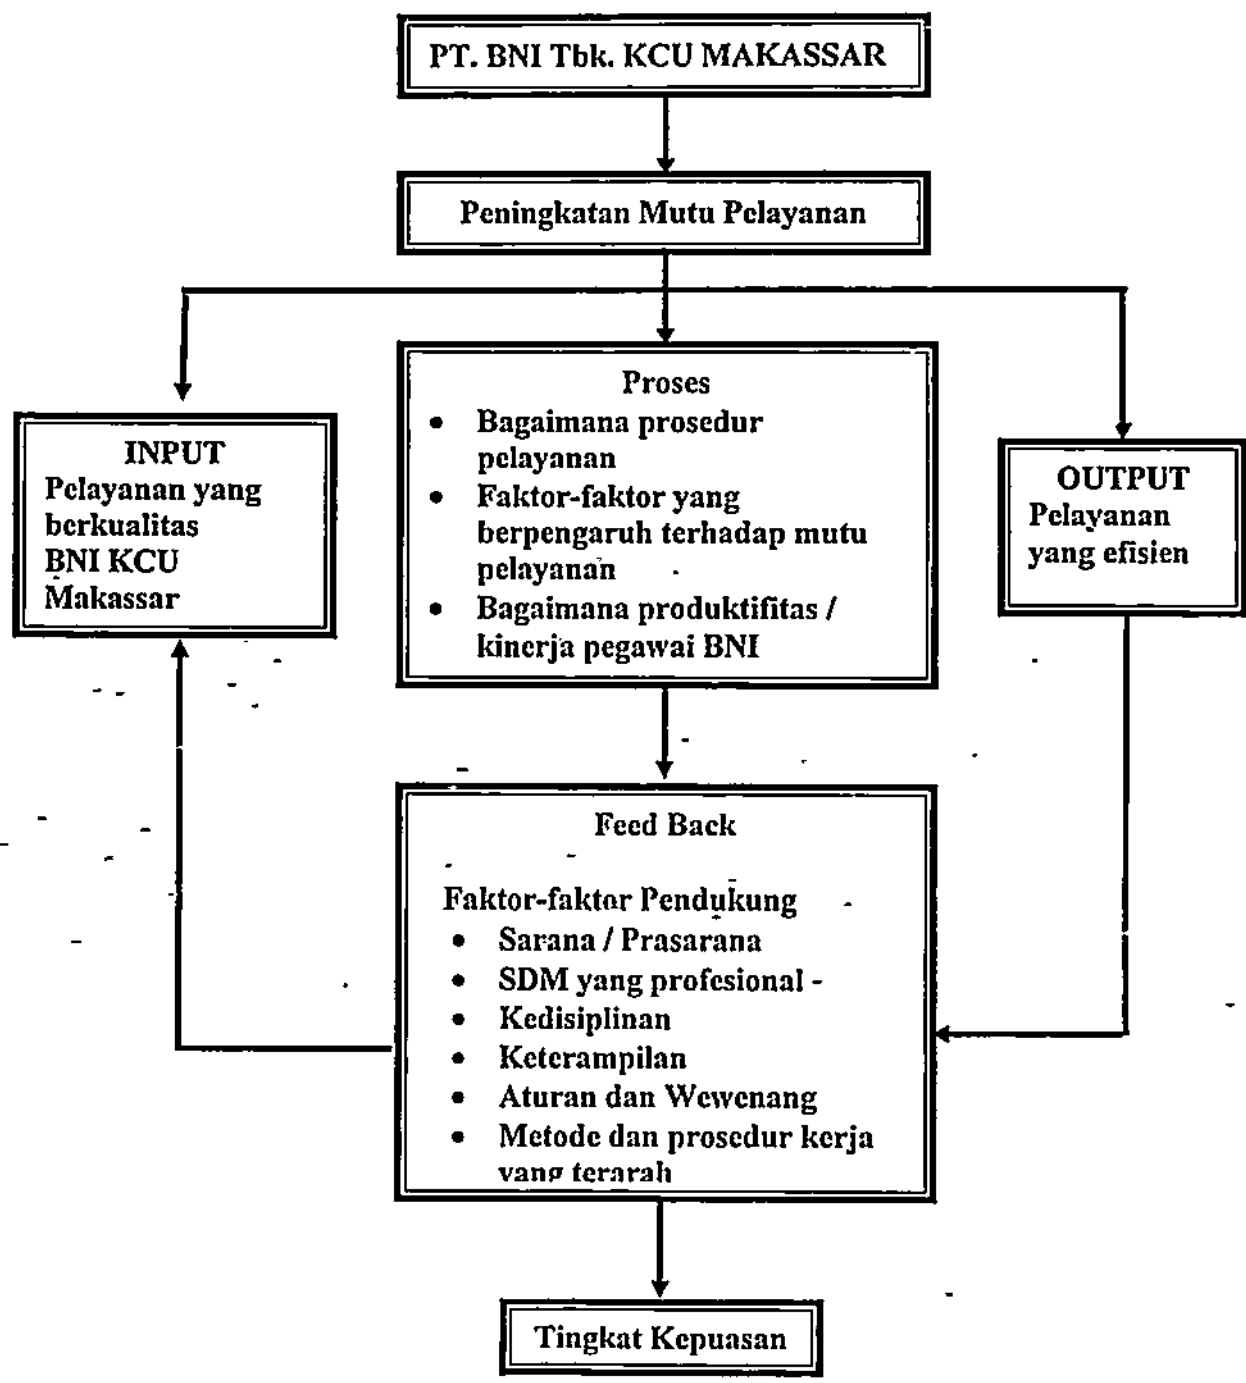 PT. BNI Tbk. KCU MAKASSAR
Peningkatan Mutu Pelayanan
INPUT
Pelayanan yang
berkualitas
BNI KCU
Makassar
Proses
• Bagaimana prosedur
pelayanan
• Faktor-faktor yang
berpengaruh terhadap mutu
pelayanan
• Bagaimana produktifitas /
kinerja pegawai BNI
OUTPUT
Pelayanan
yang efisien
Feed Back
Faktor-faktor Pendukung
• Sarana / Prasarana
• SDM yang profesional -
• Kedisiplinan
• Keterampilan
• Aturan dan Wewenang
• Metode dan prosedur kerja
yang terarah
Tingkat Kepuasan